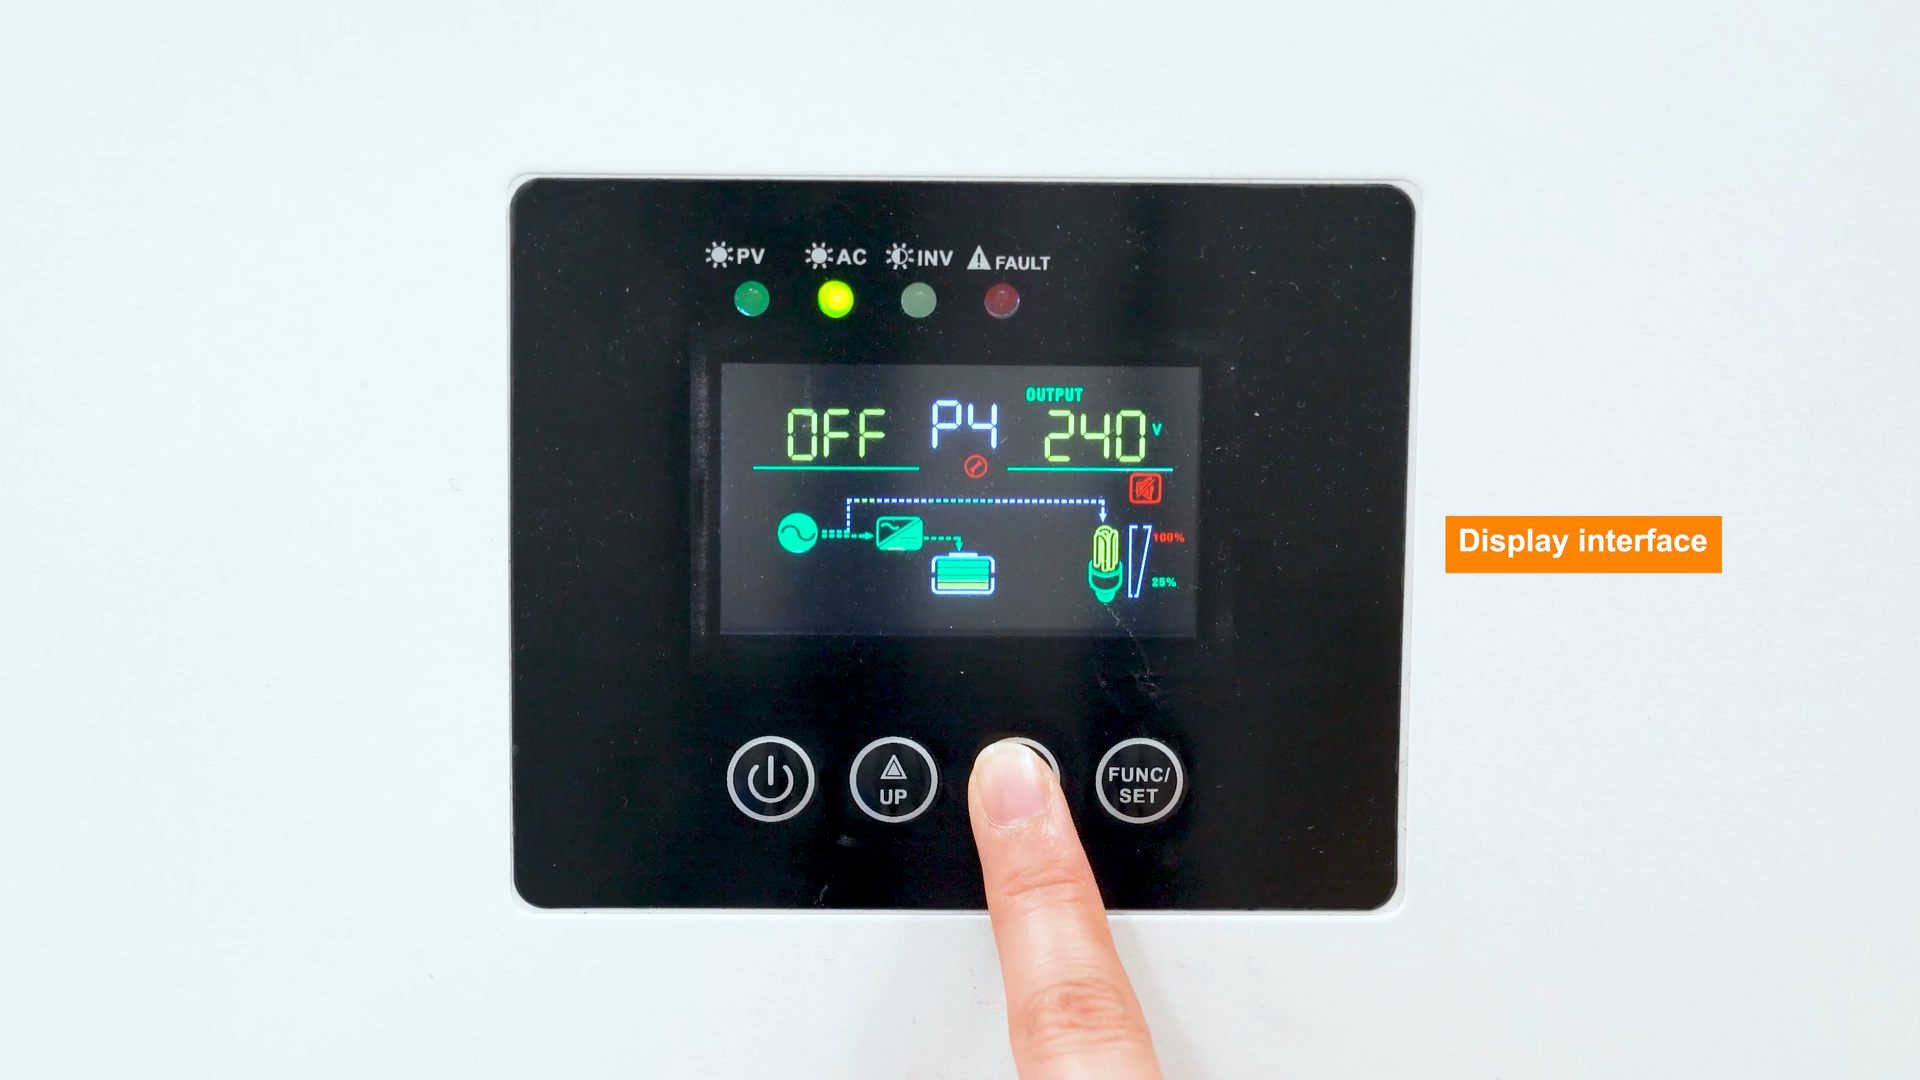 PV AC INV FAULT
OUTPUT
OFF P4 240 V
100%
25%
Display interface
UP
FUNC/
SET